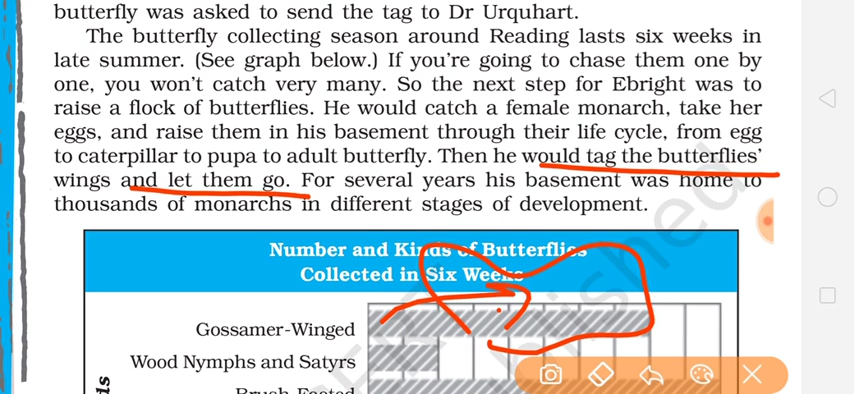 butterfly was asked to send the tag to Dr Urquhart.
The butterfly collecting season around Reading lasts six weeks in
late summer. (See graph below.) If you’re going to chase them one by
one, you won’t catch very many. So the next step for Ebright was to
raise a flock of butterflies. He would catch a female monarch, take her
eggs, and raise them in his basement through their life cycle, from egg
to caterpillar to pupa to adult butterfly. Then he would tag the butterflies’
wings and let them go. For several years his basement was home to
thousands of monarchs in different stages of development.
Number and Kinds of Butterflies
Collected in Six Weeks
Gossamer-Winged
Wood Nymphs and Satyrs
Brush-Footed